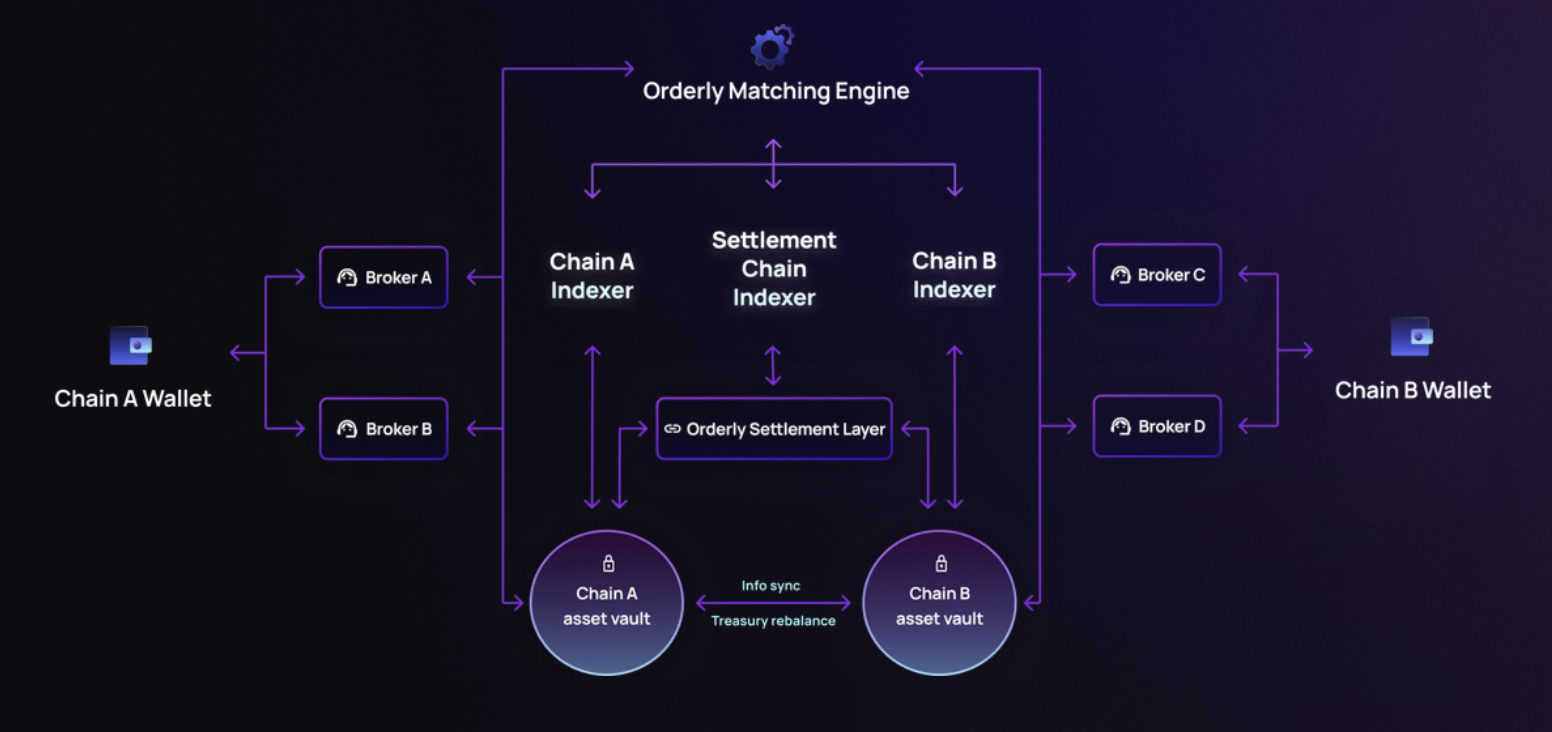 Orderly Matching Engine
Chain A
Indexer
Settlement
Chain
Indexer
Chain B
Indexer
Broker A
Broker C
Chain A Wallet
Chain B Wallet
Broker B
Orderly Settlement Layer
Broker D
Chain A
asset vault
Info sync
Treasury rebalance
Chain B
asset vault